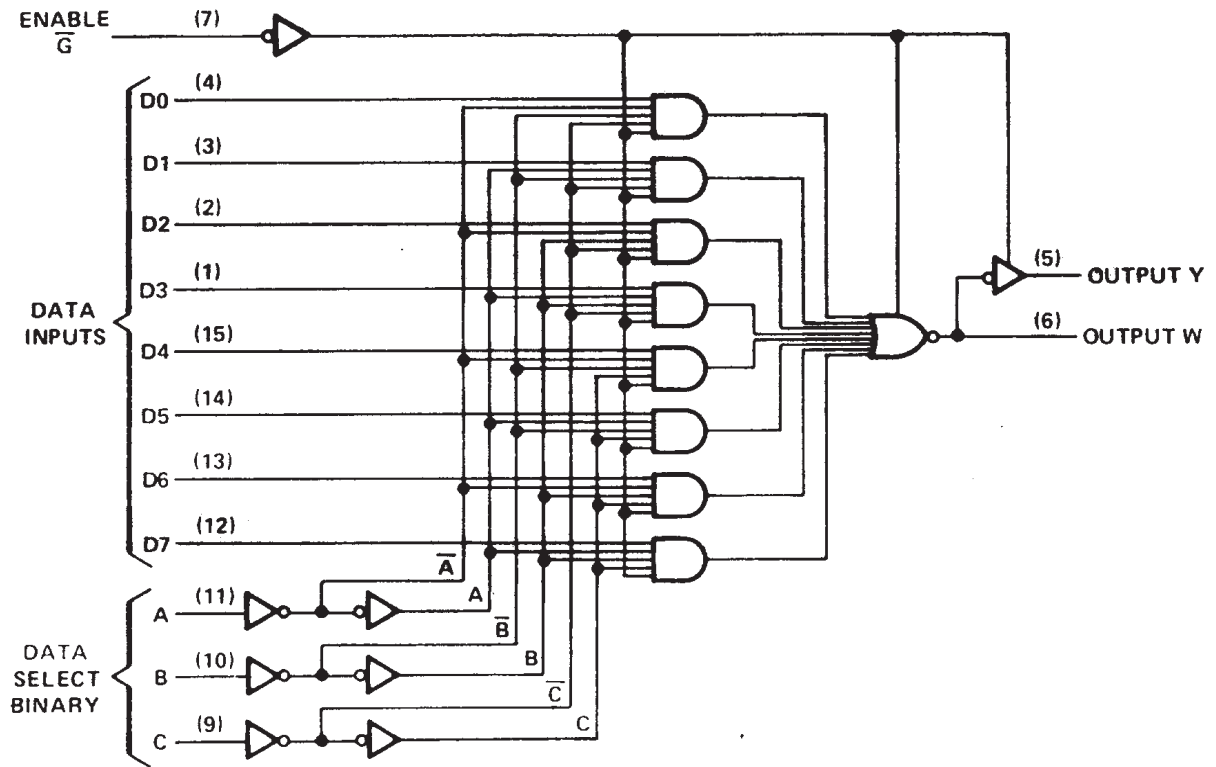 ENABLE
G̅
(7)
DATA
INPUTS
D0 (4)
D1 (3)
D2 (2)
D3 (1)
D4 (15)
D5 (14)
D6 (13)
D7 (12)
(5) OUTPUT Y
(6) OUTPUT W
DATA
SELECT
BINARY
A (11)
B (10)
C (9)
A̅
A
B̅
B
C̅
C